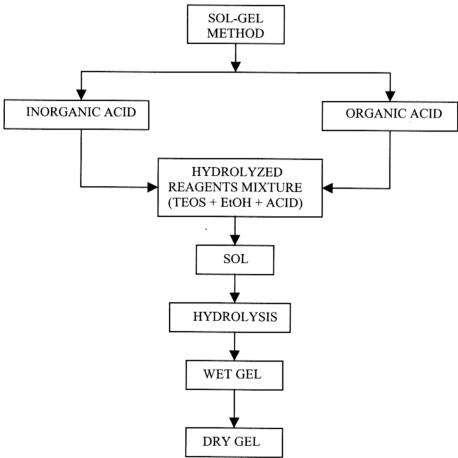 SOL-GEL
METHOD
INORGANIC ACID
ORGANIC ACID
HYDROLYZED
REAGENTS MIXTURE
(TEOS + EtOH + ACID)
SOL
HYDROLYSIS
WET GEL
DRY GEL